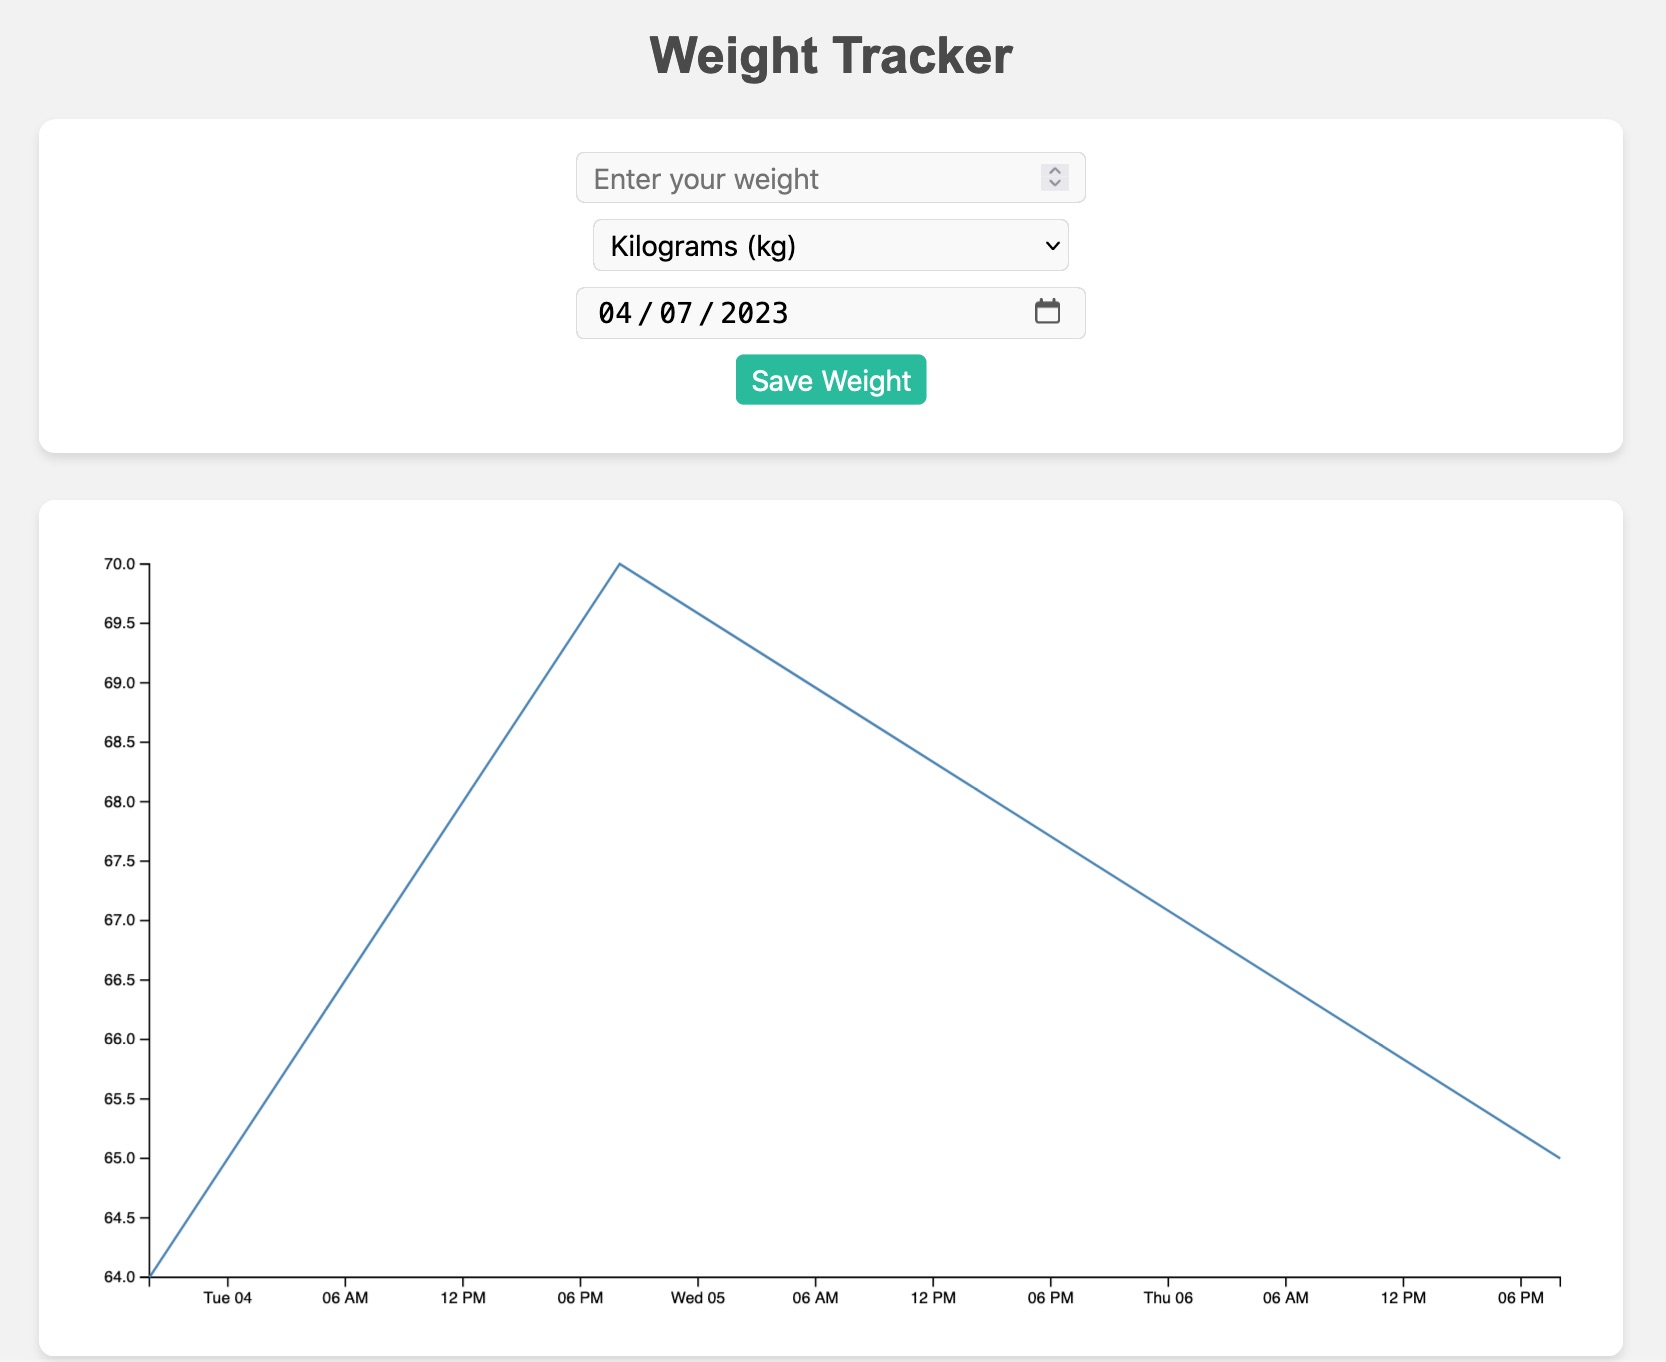 Weight Tracker
Enter your weight
Kilograms (kg)
04/07/2023
Save Weight
70.0
69.5
69.0
68.5
68.0
67.5
67.0
66.5
66.0
65.5
65.0
64.5
64.0
Tue 04 06 AM 12 PM 06 PM Wed 05 06 AM 12 PM 06 PM Thu 06 06 AM 12 PM 06 PM